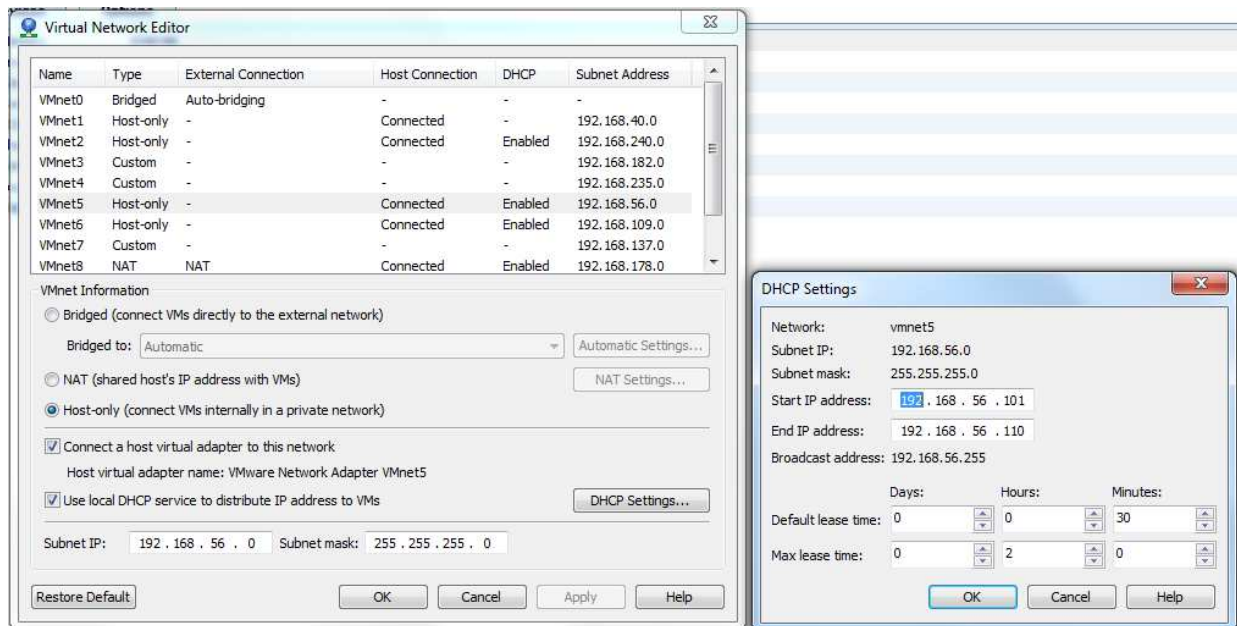 Options
Virtual Network Editor
Name Type External Connection Host Connection DHCP Subnet Address
VMnet0 Bridged Auto-bridging - - -
VMnet1 Host-only - Connected - 192.168.40.0
VMnet2 Host-only - Connected Enabled 192.168.240.0
VMnet3 Custom - - - 192.168.182.0
VMnet4 Custom - - - 192.168.235.0
VMnet5 Host-only - Connected Enabled 192.168.56.0
VMnet6 Host-only - Connected Enabled 192.168.109.0
VMnet7 Custom - - - 192.168.137.0
VMnet8 NAT NAT Connected Enabled 192.168.178.0
VMnet Information
Bridged (connect VMs directly to the external network)
Bridged to: Automatic Automatic Settings...
NAT (shared host's IP address with VMs) NAT Settings...
Host-only (connect VMs internally in a private network)
Connect a host virtual adapter to this network
Host virtual adapter name: VMware Network Adapter VMnet5
Use local DHCP service to distribute IP address to VMs DHCP Settings...
Subnet IP: 192 . 168 . 56 . 0 Subnet mask: 255 . 255 . 255 . 0
Restore Default OK Cancel Apply Help
DHCP Settings
Network: vmnet5
Subnet IP: 192.168.56.0
Subnet mask: 255.255.255.0
Start IP address: 192 . 168 . 56 . 101
End IP address: 192 . 168 . 56 . 110
Broadcast address: 192.168.56.255
Days: Hours: Minutes:
Default lease time: 0 0 30
Max lease time: 0 2 0
OK Cancel Help